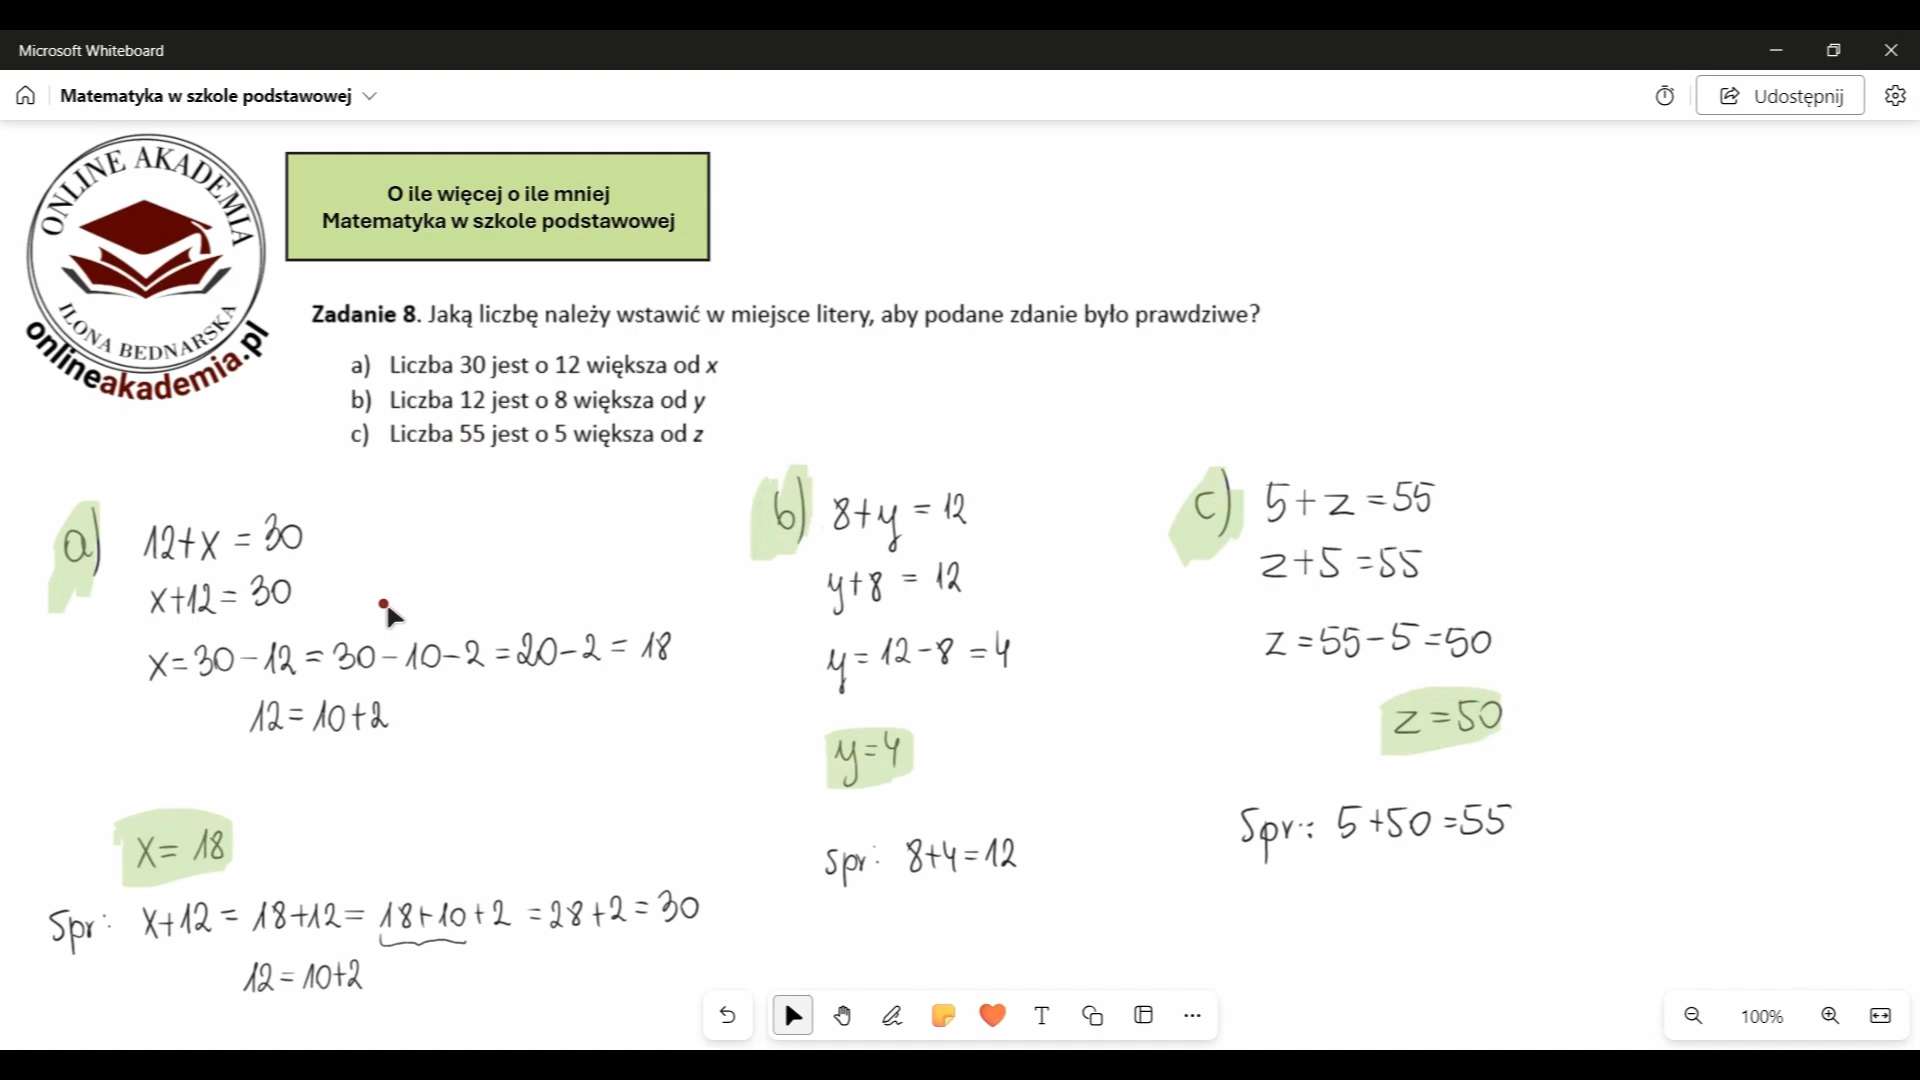 Microsoft Whiteboard
Matematyka w szkole podstawowej
Udostępnij
ONLINE AKADEMIA
ILONA BEDNARSKA
onlineakademia.pl
O ile więcej o ile mniej
Matematyka w szkole podstawowej
Zadanie 8. Jaką liczbę należy wstawić w miejsce litery, aby podane zdanie było prawdziwe?
a) Liczba 30 jest o 12 większa od x
b) Liczba 12 jest o 8 większa od y
c) Liczba 55 jest o 5 większa od z
a) 12+x = 30
x+12 = 30
x = 30 - 12 = 30 - 10 - 2 = 20 - 2 = 18
12 = 10+2
x = 18
Spr: x+12 = 18+12 = 18+10+2 = 28+2 = 30
12 = 10+2
b) 8+y = 12
y+8 = 12
y = 12 - 8 = 4
y = 4
Spr: 8+4 = 12
c) 5+z = 55
z+5 = 55
z = 55 - 5 = 50
z = 50
Spr.: 5+50 = 55
100%